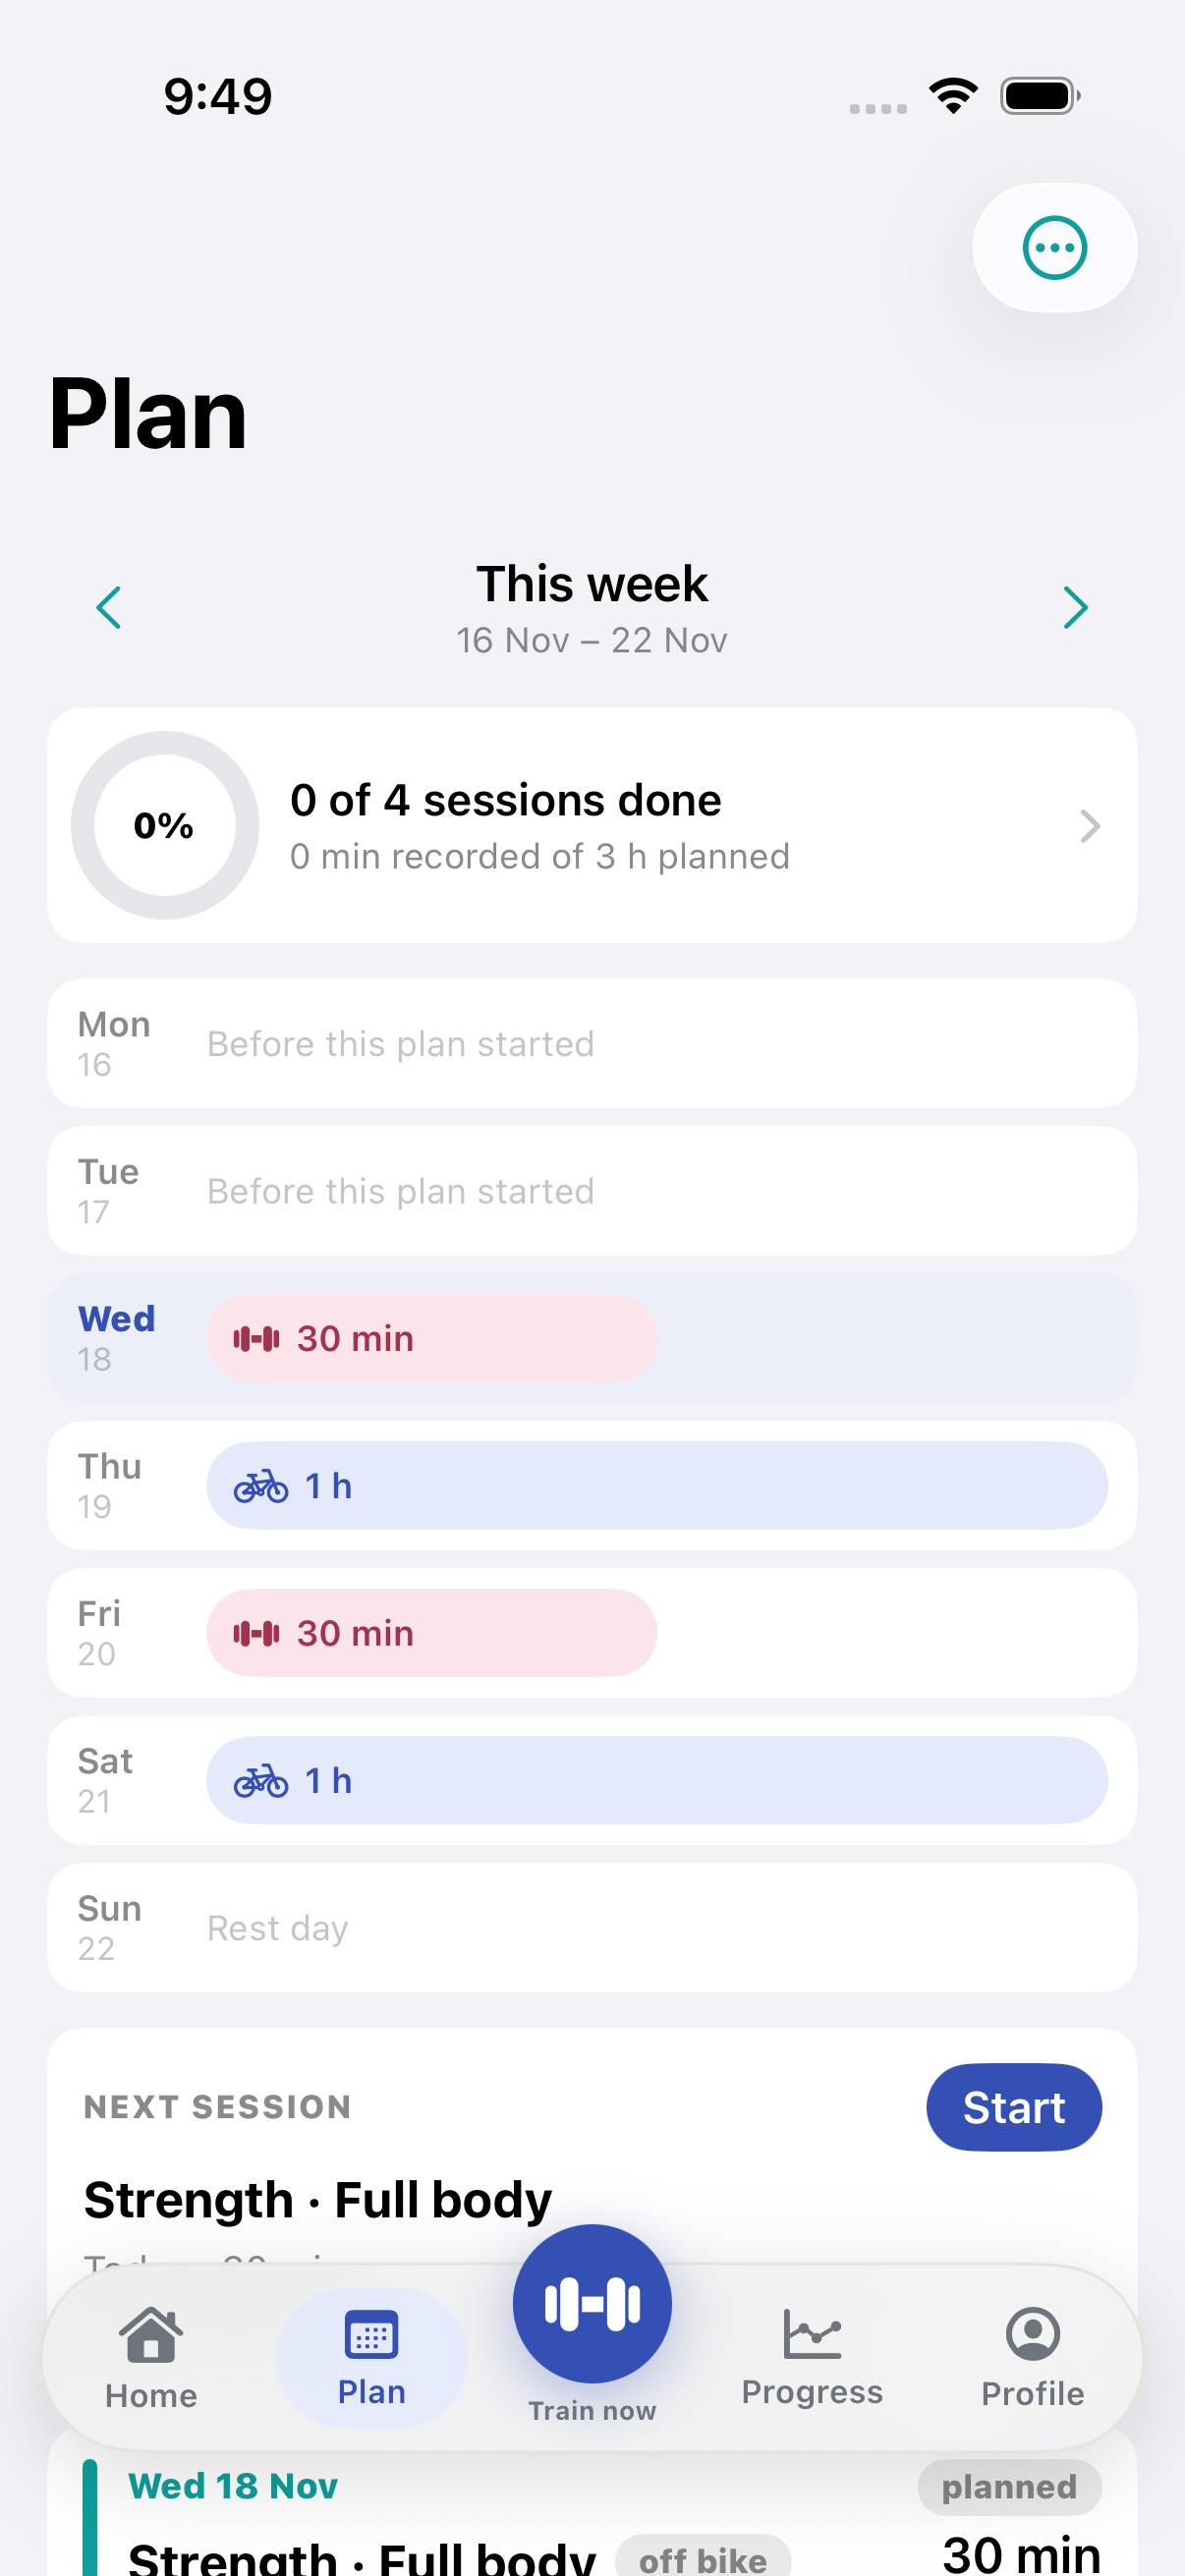 9:49
Plan
This week
16 Nov – 22 Nov
0%
0 of 4 sessions done
0 min recorded of 3 h planned
Mon
16
Before this plan started
Tue
17
Before this plan started
Wed
18
30 min
Thu
19
1 h
Fri
20
30 min
Sat
21
1 h
Sun
22
Rest day
NEXT SESSION
Start
Strength · Full body
Home
Plan
Train now
Progress
Profile
Wed 18 Nov
planned
Strength · Full body
off bike
30 min